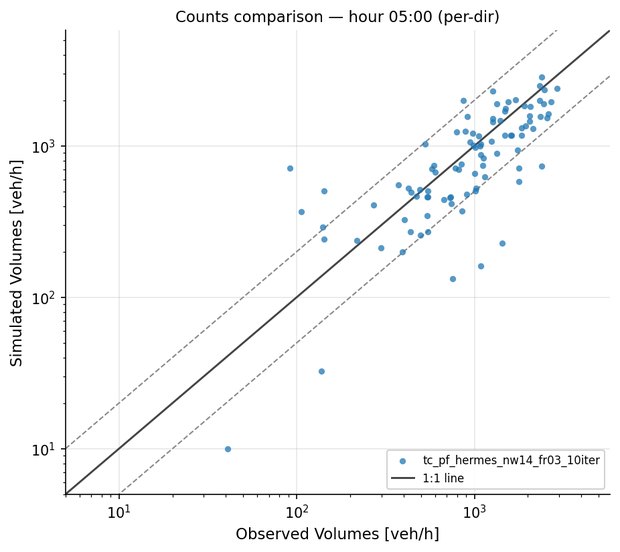 Counts comparison — hour 05:00 (per-dir)
Simulated Volumes [veh/h]
10³
10²
10¹
10¹ 10² 10³
Observed Volumes [veh/h]
tc_pf_hermes_nw14_fr03_10iter
1:1 line